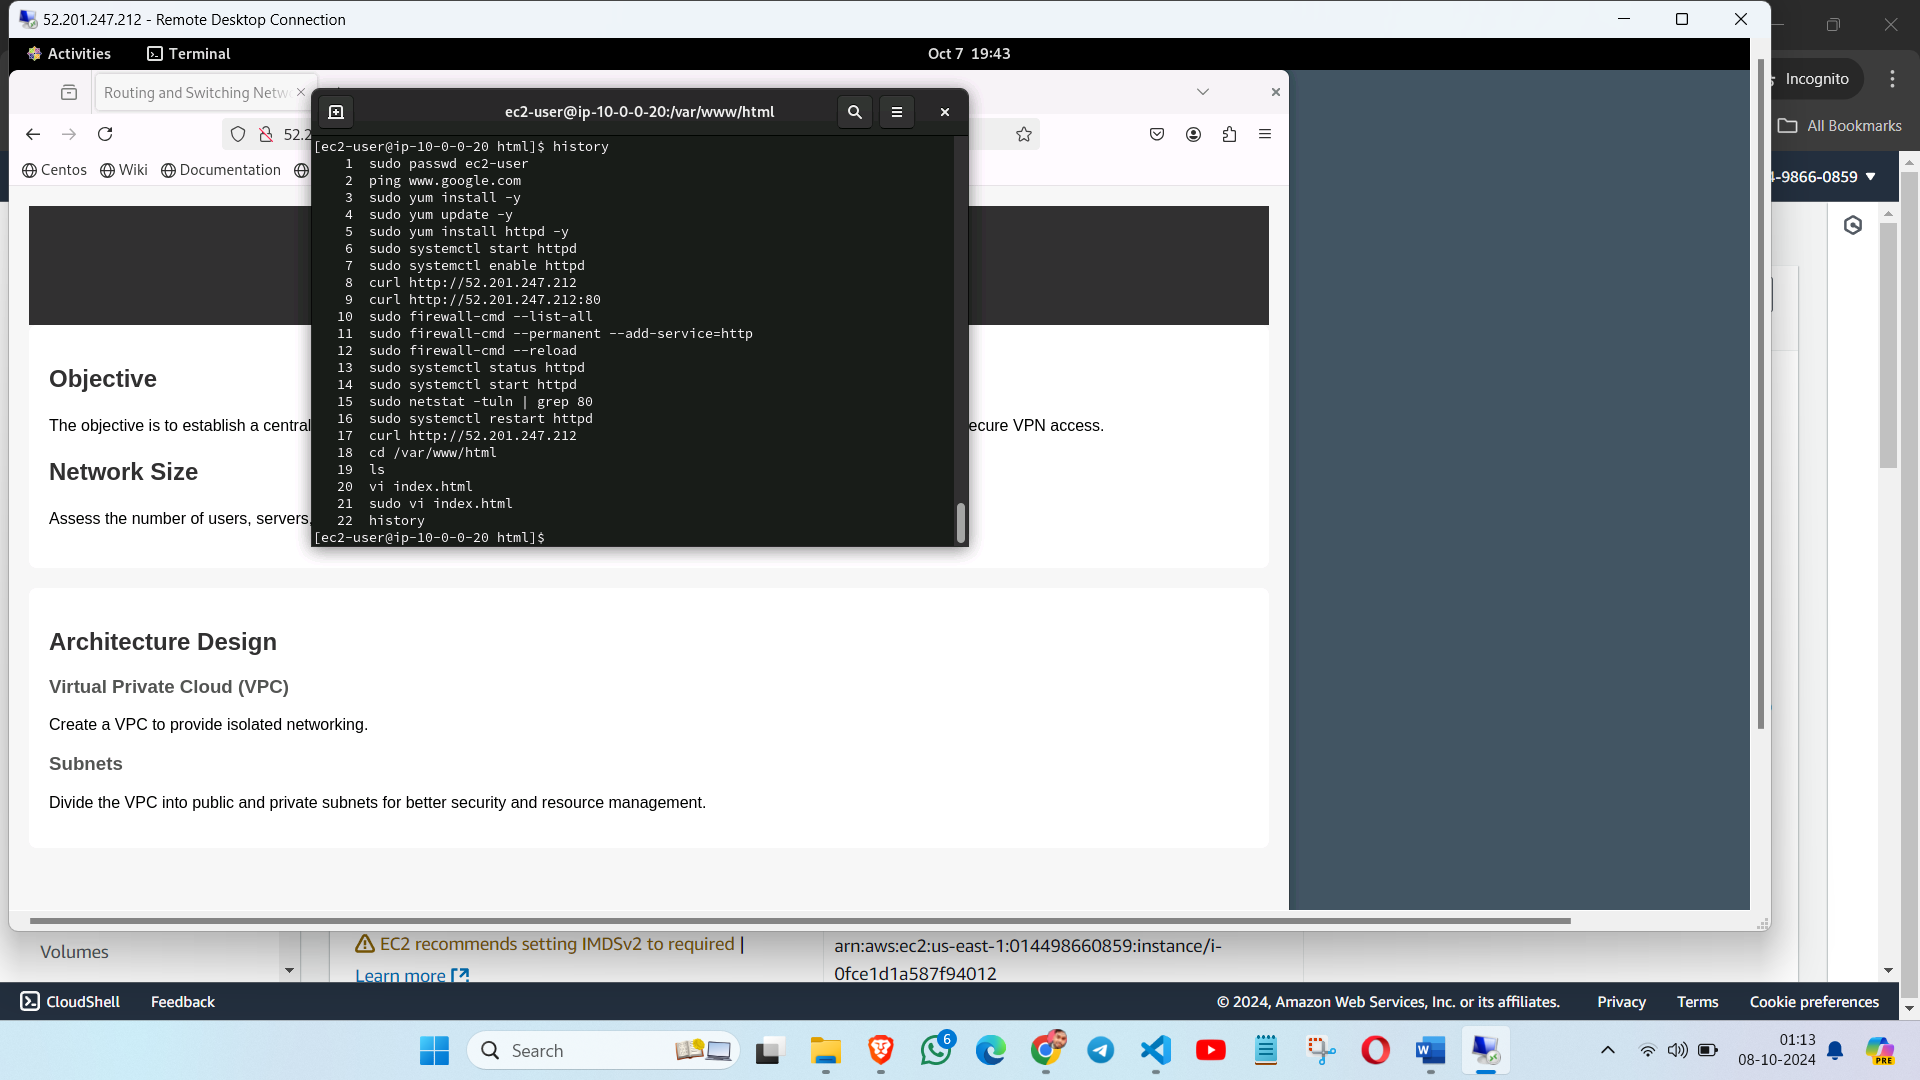 52.201.247.212 - Remote Desktop Connection
Activities
Terminal
Oct 7 19:43
Incognito
Routing and Switching Netw
ec2-user@ip-10-0-0-20:/var/www/html
All Bookmarks
52.2
Centos
Wiki
Documentation
4-9866-0859
[ec2-user@ip-10-0-0-20 html]$ history
1 sudo passwd ec2-user
2 ping www.google.com
3 sudo yum install -y
4 sudo yum update -y
5 sudo yum install httpd -y
6 sudo systemctl start httpd
7 sudo systemctl enable httpd
8 curl http://52.201.247.212
9 curl http://52.201.247.212:80
10 sudo firewall-cmd --list-all
11 sudo firewall-cmd --permanent --add-service=http
12 sudo firewall-cmd --reload
13 sudo systemctl status httpd
14 sudo systemctl start httpd
15 sudo netstat -tuln | grep 80
16 sudo systemctl restart httpd
17 curl http://52.201.247.212
18 cd /var/www/html
19 ls
20 vi index.html
21 sudo vi index.html
22 history
[ec2-user@ip-10-0-0-20 html]$
Objective
The objective is to establish a central
ecure VPN access.
Network Size
Assess the number of users, servers,
Architecture Design
Virtual Private Cloud (VPC)
Create a VPC to provide isolated networking.
Subnets
Divide the VPC into public and private subnets for better security and resource management.
Volumes
EC2 recommends setting IMDSv2 to required |
Learn more
arn:aws:ec2:us-east-1:014498660859:instance/i-
0fce1d1a587f94012
CloudShell
Feedback
© 2024, Amazon Web Services, Inc. or its affiliates.
Privacy
Terms
Cookie preferences
Search
6
01:13
08-10-2024
PRE